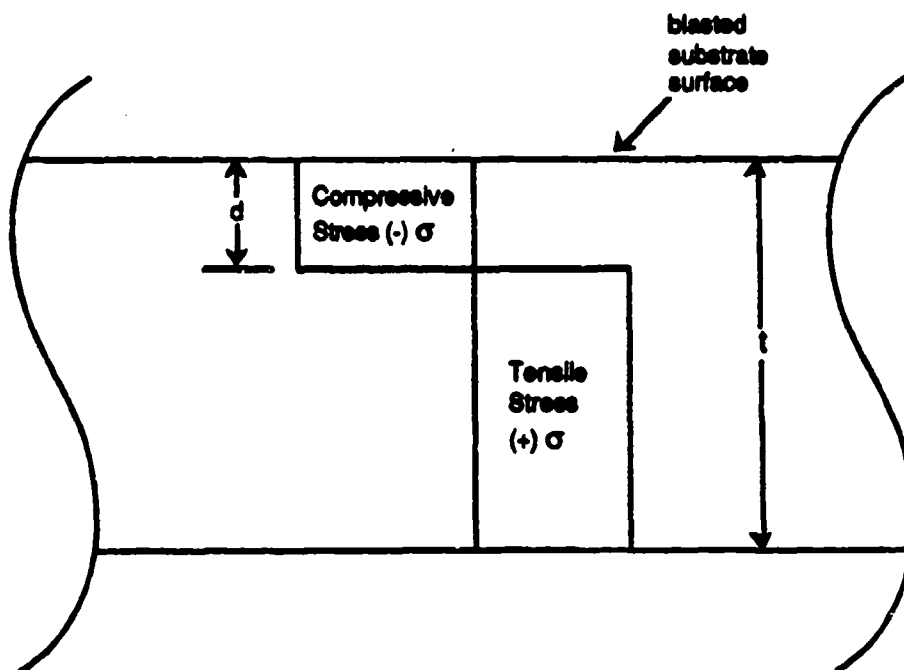 blasted
substrate
surface
d
Compressive
Stress (-) σ
t
Tensile
Stress
(+) σ